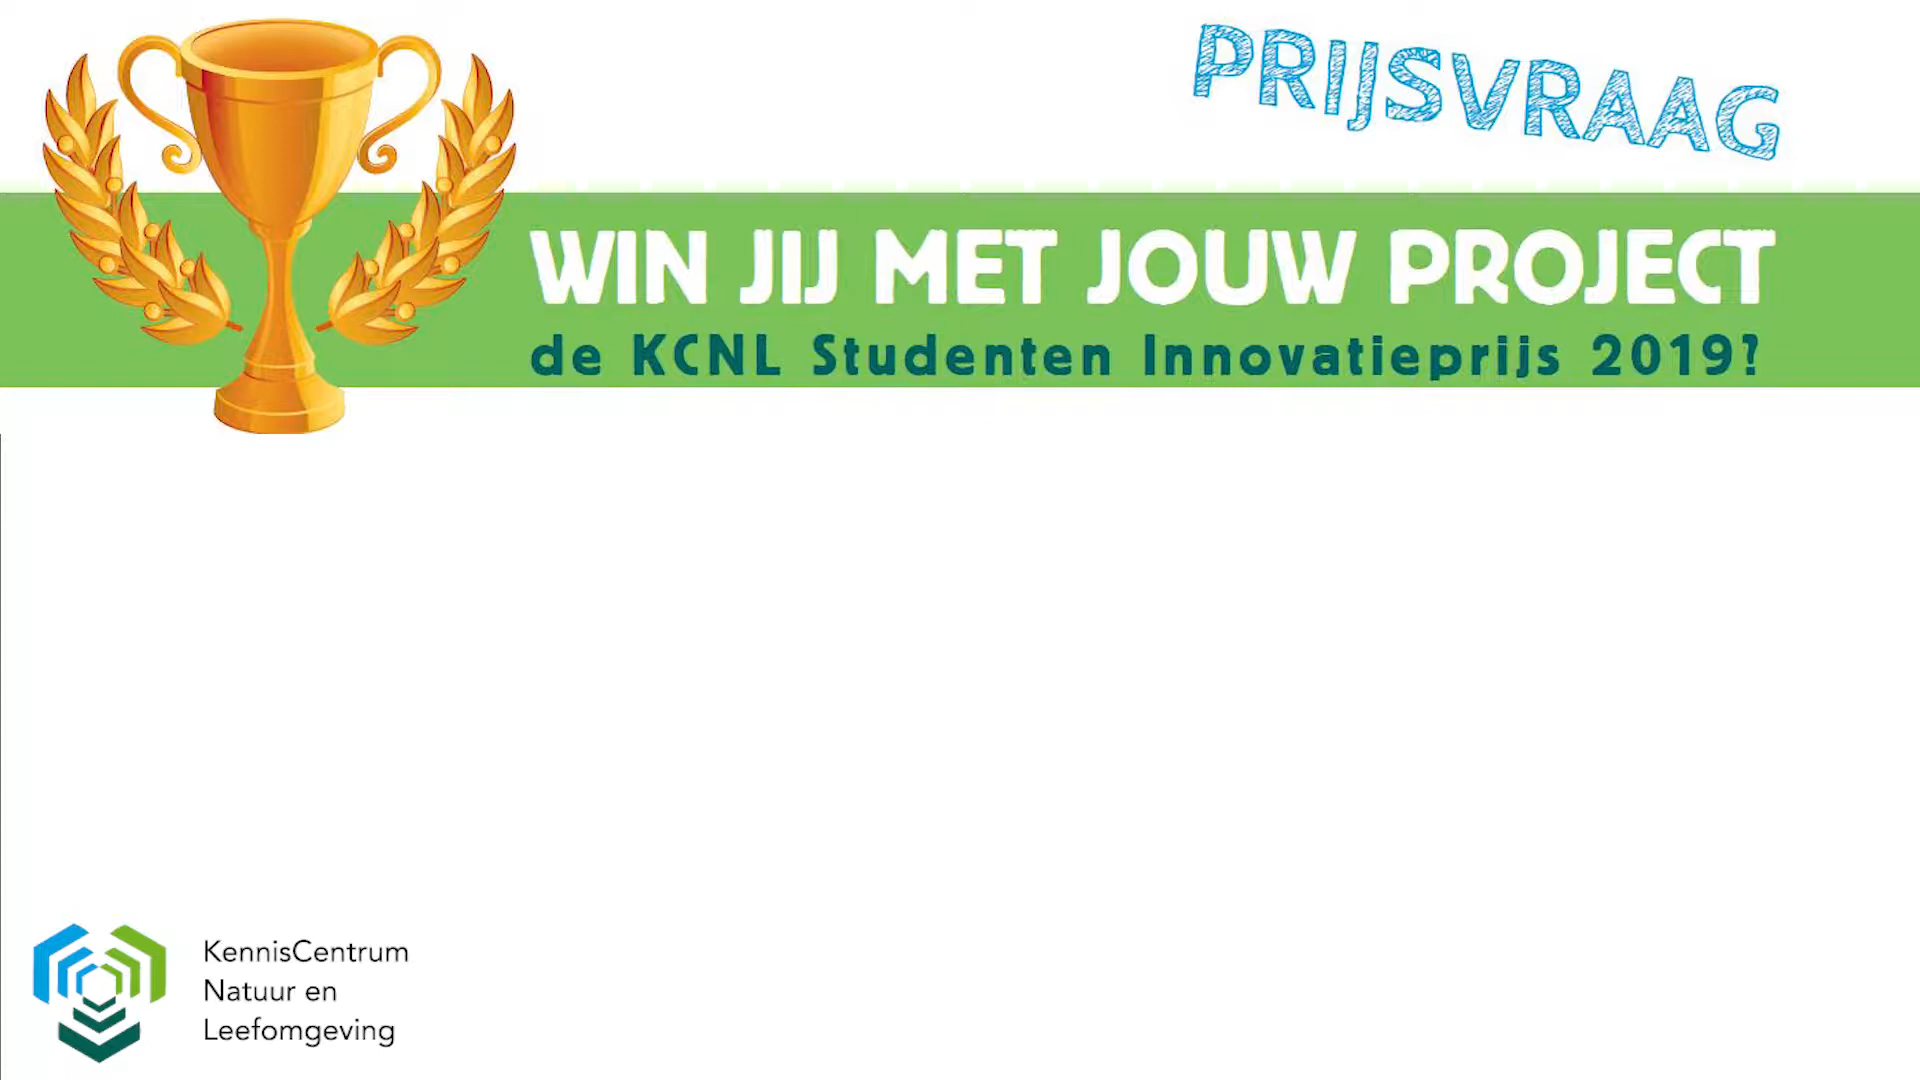 PRIJSVRAAG
WIN JIJ MET JOUW PROJECT
de KCNL Studenten Innovatieprijs 2019?
KennisCentrum
Natuur en
Leefomgeving